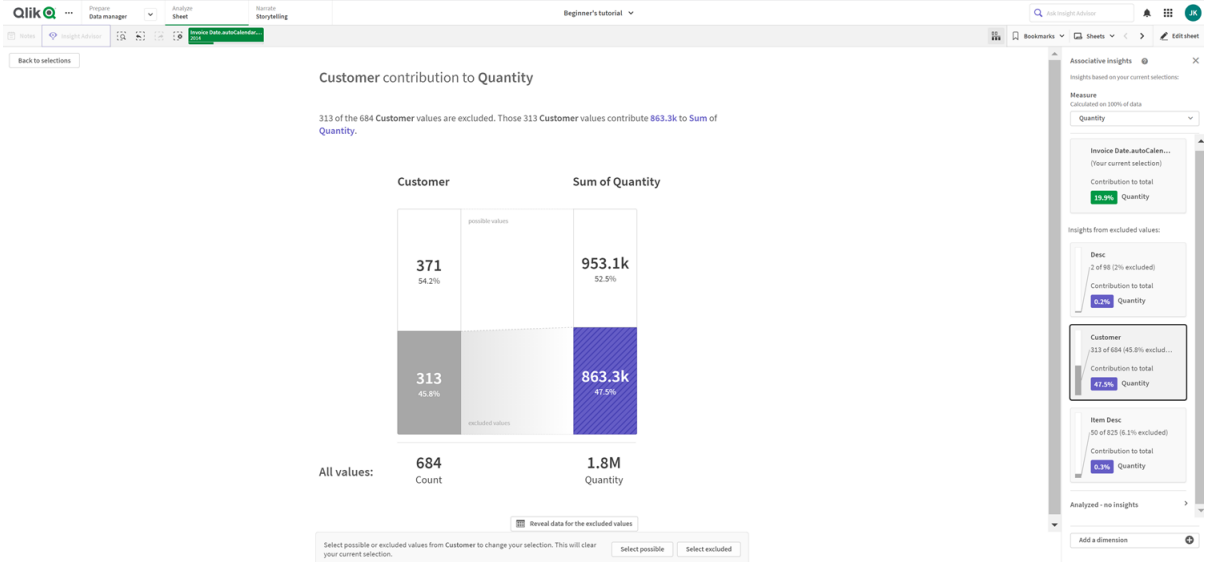 Qlik
Prepare
Data manager
Analyze
Sheet
Narrate
Storytelling
Beginner's tutorial
Ask Insight Advisor
JK
Notes
Insight Advisor
Invoice Date.autoCalendar....
2014
Bookmarks
Sheets
Edit sheet
Back to selections
Customer contribution to Quantity
313 of the 684 Customer values are excluded. Those 313 Customer values contribute 863.3k to Sum of
Quantity.
Customer
Sum of Quantity
possible values
371
54.2%
953.1k
52.5%
313
45.8%
863.3k
47.5%
excluded values
All values:
684
Count
1.8M
Quantity
Reveal data for the excluded values
Select possible or excluded values from Customer to change your selection. This will clear
your current selection.
Select possible
Select excluded
Associative insights
Insights based on your current selections:
Measure
Calculated on 100% of data
Quantity
Invoice Date.autoCalen...
(Your current selection)
Contribution to total
19.9% Quantity
Insights from excluded values:
Desc
2 of 98 (2% excluded)
Contribution to total
0.2% Quantity
Customer
313 of 684 (45.8% exclud...
Contribution to total
47.5% Quantity
Item Desc
50 of 825 (6.1% excluded)
Contribution to total
0.3% Quantity
Analyzed - no insights
Add a dimension